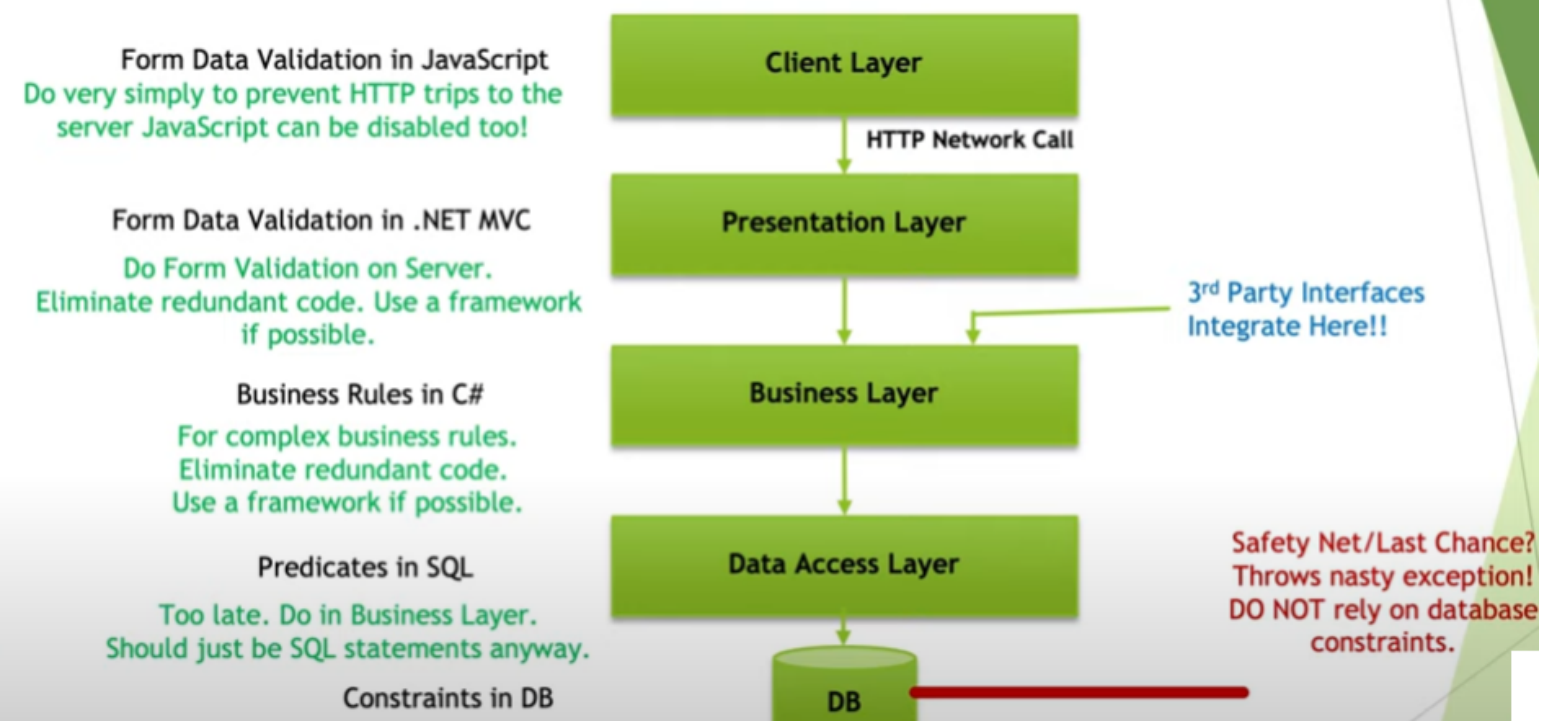 Form Data Validation in JavaScript
Do very simply to prevent HTTP trips to the
server JavaScript can be disabled too!
Client Layer
HTTP Network Call
Form Data Validation in .NET MVC
Do Form Validation on Server.
Eliminate redundant code. Use a framework
if possible.
Presentation Layer
3rd Party Interfaces
Integrate Here!!
Business Rules in C#
For complex business rules.
Eliminate redundant code.
Use a framework if possible.
Business Layer
Predicates in SQL
Too late. Do in Business Layer.
Should just be SQL statements anyway.
Data Access Layer
Safety Net/Last Chance?
Throws nasty exception!
DO NOT rely on database
constraints.
Constraints in DB
DB